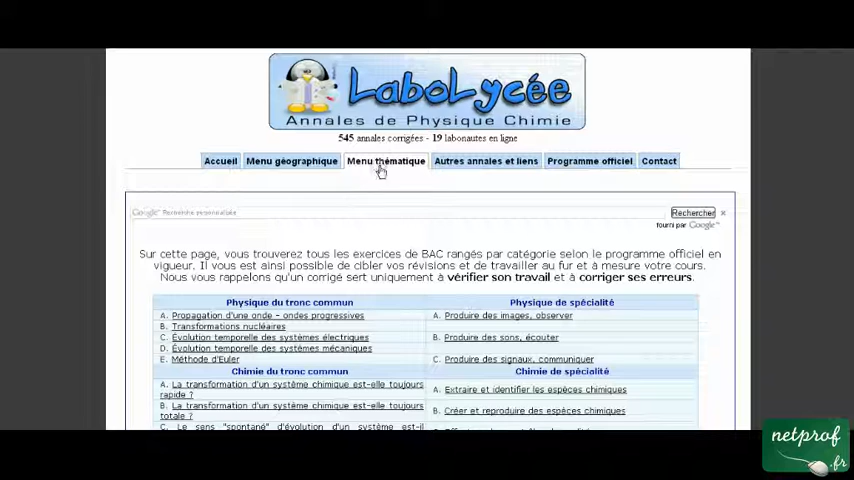 LaboLycée
Annales de Physique Chimie
545 annales corrigées - 19 labonautes en ligne
Accueil Menu géographique Menu thématique Autres annales et liens Programme officiel Contact
Google™ Recherche personnalisée Rechercher ×
fourni par Google™
Sur cette page, vous trouverez tous les exercices de BAC rangés par catégorie selon le programme officiel en
vigueur. Il vous est ainsi possible de cibler vos révisions et de travailler au fur et à mesure votre cours.
Nous vous rappelons qu'un corrigé sert uniquement à vérifier son travail et à corriger ses erreurs.
Physique du tronc commun
A. Propagation d'une onde - ondes progressives
B. Transformations nucléaires
C. Évolution temporelle des systèmes électriques
D. Évolution temporelle des systèmes mécaniques
E. Méthode d'Euler
Physique de spécialité
A. Produire des images, observer
B. Produire des sons, écouter
C. Produire des signaux, communiquer
Chimie du tronc commun
A. La transformation d'un système chimique est-elle toujours
rapide ?
B. La transformation d'un système chimique est-elle toujours
totale ?
C. Le sens "spontané" d'évolution d'un système est-il
Chimie de spécialité
A. Extraire et identifier les espèces chimiques
B. Créer et reproduire des espèces chimiques
netprof
.fr